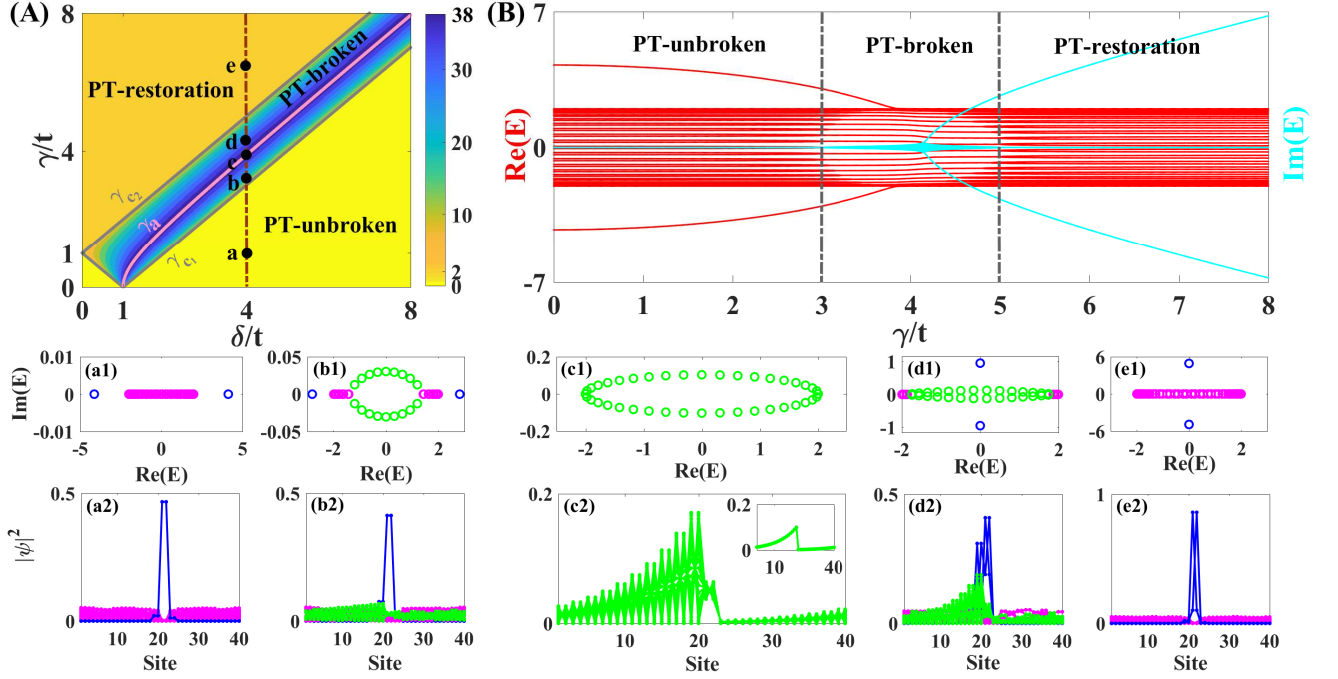 (A)
8
γ/t
4
1
0
0
1
4
8
δ/t
PT-restoration
PT-broken
PT-unbroken
e
d
c
b
a
γc2
γa
γc1
38
30
20
10
2
0
(B)
7
Re(E)
0
-7
PT-unbroken
PT-broken
PT-restoration
Im(E)
0
1
2
3
4
5
6
7
8
γ/t
(a1)
0.01
0
-0.01
Im(E)
-5
0
5
Re(E)
(b1)
0.05
0
-0.05
-2
0
2
Re(E)
(c1)
0.2
0
-0.2
-2
-1
0
1
2
Re(E)
(d1)
1
0
-1
-2
0
2
Re(E)
(e1)
6
0
-6
-2
0
2
Re(E)
(a2)
0.5
0
|ψ|²
10
20
30
40
Site
(b2)
0.5
0
10
20
30
40
Site
(c2)
0.2
0
10
20
30
40
Site
0.2
0
10
40
(d2)
0.5
0
10
20
30
40
Site
(e2)
1
0
10
20
30
40
Site